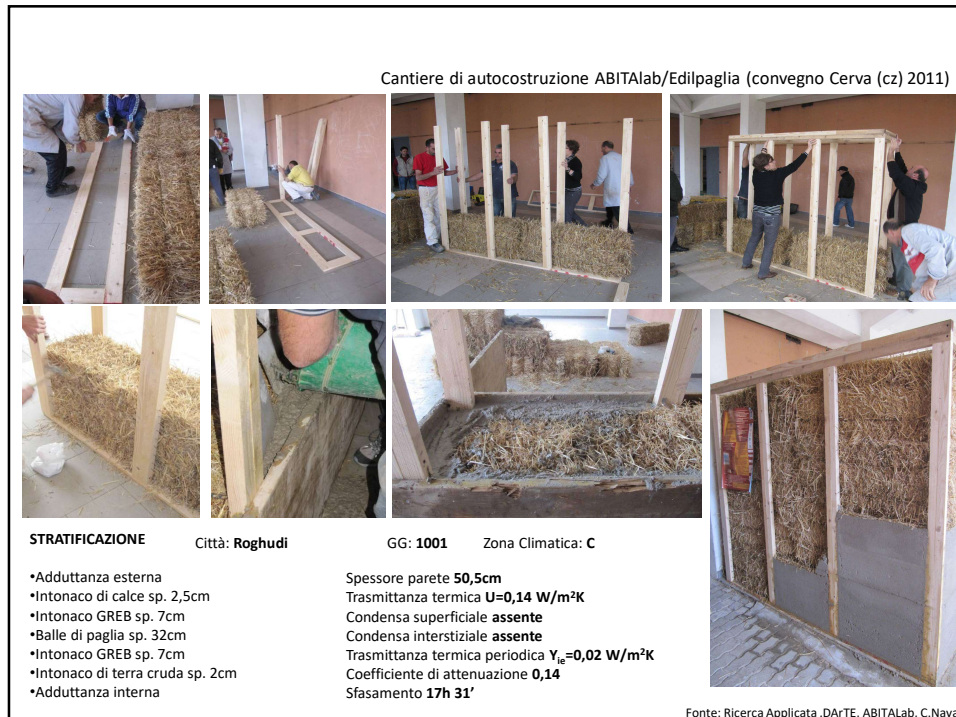 Cantiere di autocostruzione ABITAlab/Edilpaglia (convegno Cerva (cz) 2011)
STRATIFICAZIONE Città: Roghudi GG: 1001 Zona Climatica: C
•Adduttanza esterna
•Intonaco di calce sp. 2,5cm
•Intonaco GREB sp. 7cm
•Balle di paglia sp. 32cm
•Intonaco GREB sp. 7cm
•Intonaco di terra cruda sp. 2cm
•Adduttanza interna
Spessore parete 50,5cm
Trasmittanza termica U=0,14 W/m²K
Condensa superficiale assente
Condensa interstiziale assente
Trasmittanza termica periodica Yie=0,02 W/m²K
Coefficiente di attenuazione 0,14
Sfasamento 17h 31’
Fonte: Ricerca Applicata ,DArTE, ABITALab, C.Nava